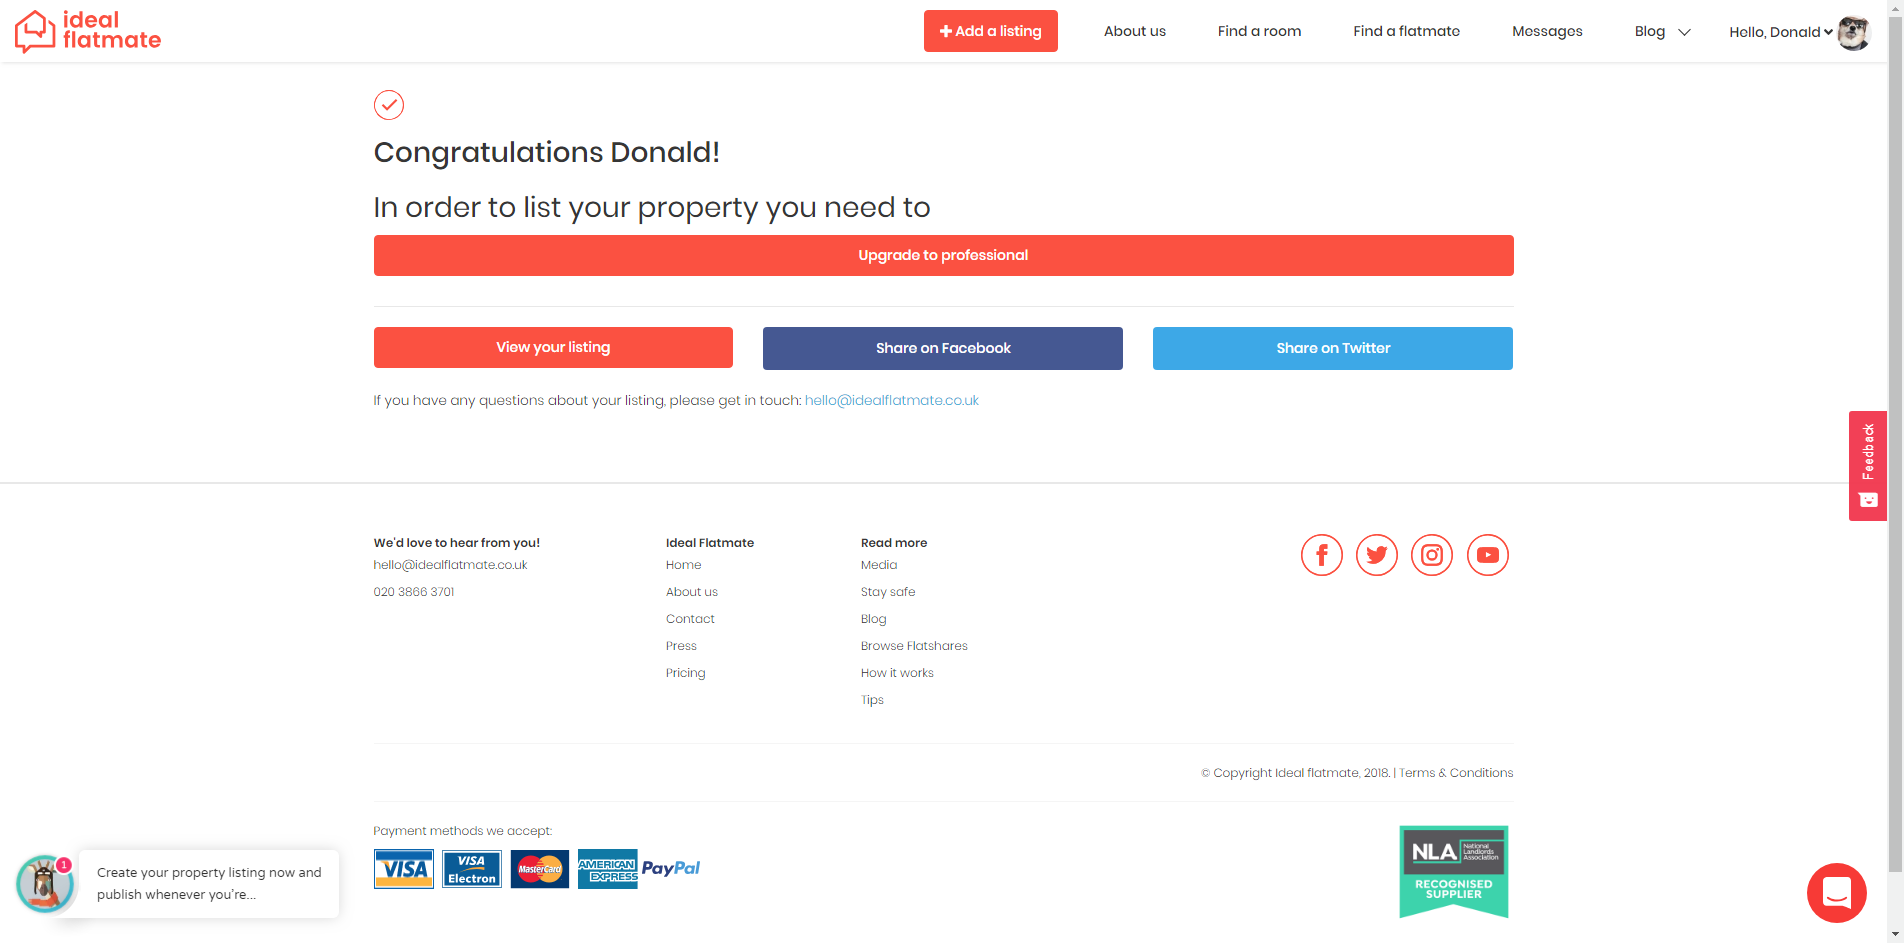 ideal
flatmate
Add a listing
About us
Find a room
Find a flatmate
Messages
Blog
Hello, Donald
Congratulations Donald!
In order to list your property you need to
Upgrade to professional
View your listing
Share on Facebook
Share on Twitter
If you have any questions about your listing, please get in touch: hello@idealflatmate.co.uk
Feedback
We'd love to hear from you!
hello@idealflatmate.co.uk
020 3866 3701
Ideal Flatmate
Home
About us
Contact
Press
Pricing
Read more
Media
Stay safe
Blog
Browse Flatshares
How it works
Tips
© Copyright Ideal flatmate, 2018. | Terms & Conditions
Payment methods we accept:
VISA
VISA
Electron
MasterCard
AMERICAN
EXPRESS
PayPal
NLA
National
Landlords
Association
RECOGNISED
SUPPLIER
1
Create your property listing now and
publish whenever you're...